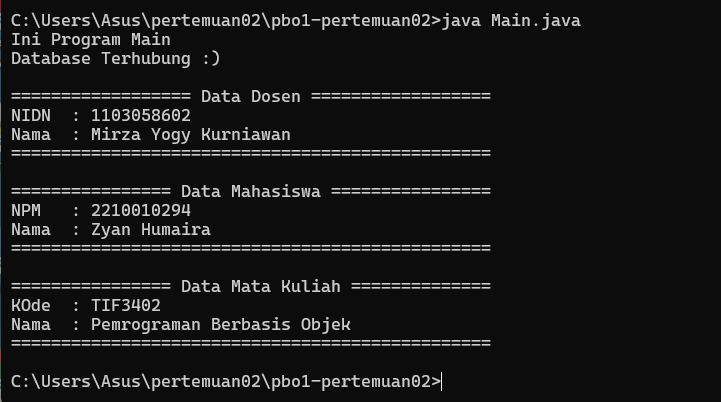 C:\Users\Asus\pertemuan02\pbo1-pertemuan02>java Main.java
Ini Program Main
Database Terhubung :)
================== Data Dosen ==================
NIDN  : 1103058602
Nama  : Mirza Yogy Kurniawan
================================================
================ Data Mahasiswa ================
NPM   : 2210010294
Nama  : Zyan Humaira
================================================
================ Data Mata Kuliah ==============
KOde  : TIF3402
Nama  : Pemrograman Berbasis Objek
================================================
C:\Users\Asus\pertemuan02\pbo1-pertemuan02>